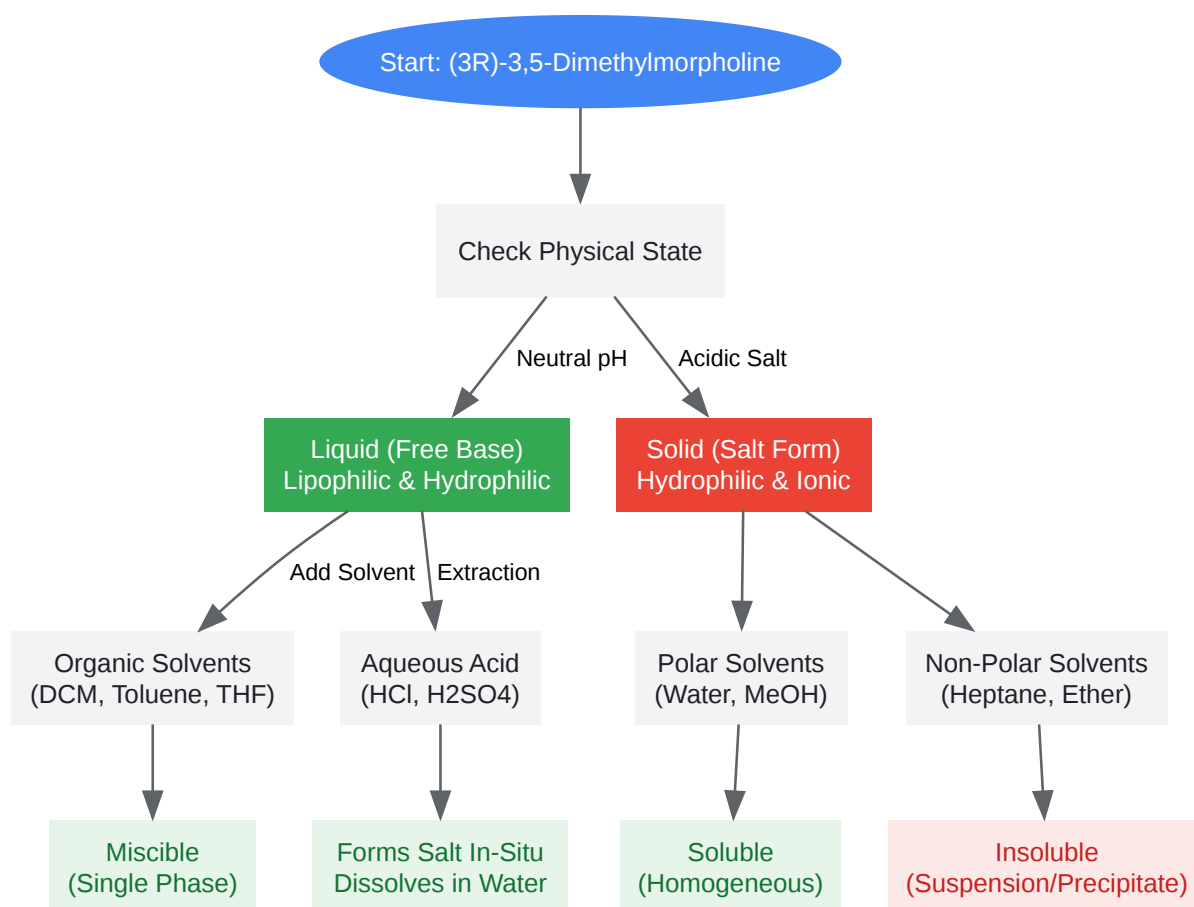 Start: (3R)-3,5-Dimethylmorpholine
Check Physical State
Neutral pH
Acidic Salt
Liquid (Free Base)
Lipophilic & Hydrophilic
Solid (Salt Form)
Hydrophilic & Ionic
Add Solvent
Extraction
Organic Solvents
(DCM, Toluene, THF)
Aqueous Acid
(HCl, H2SO4)
Polar Solvents
(Water, MeOH)
Non-Polar Solvents
(Heptane, Ether)
Miscible
(Single Phase)
Forms Salt In-Situ
Dissolves in Water
Soluble
(Homogeneous)
Insoluble
(Suspension/Precipitate)